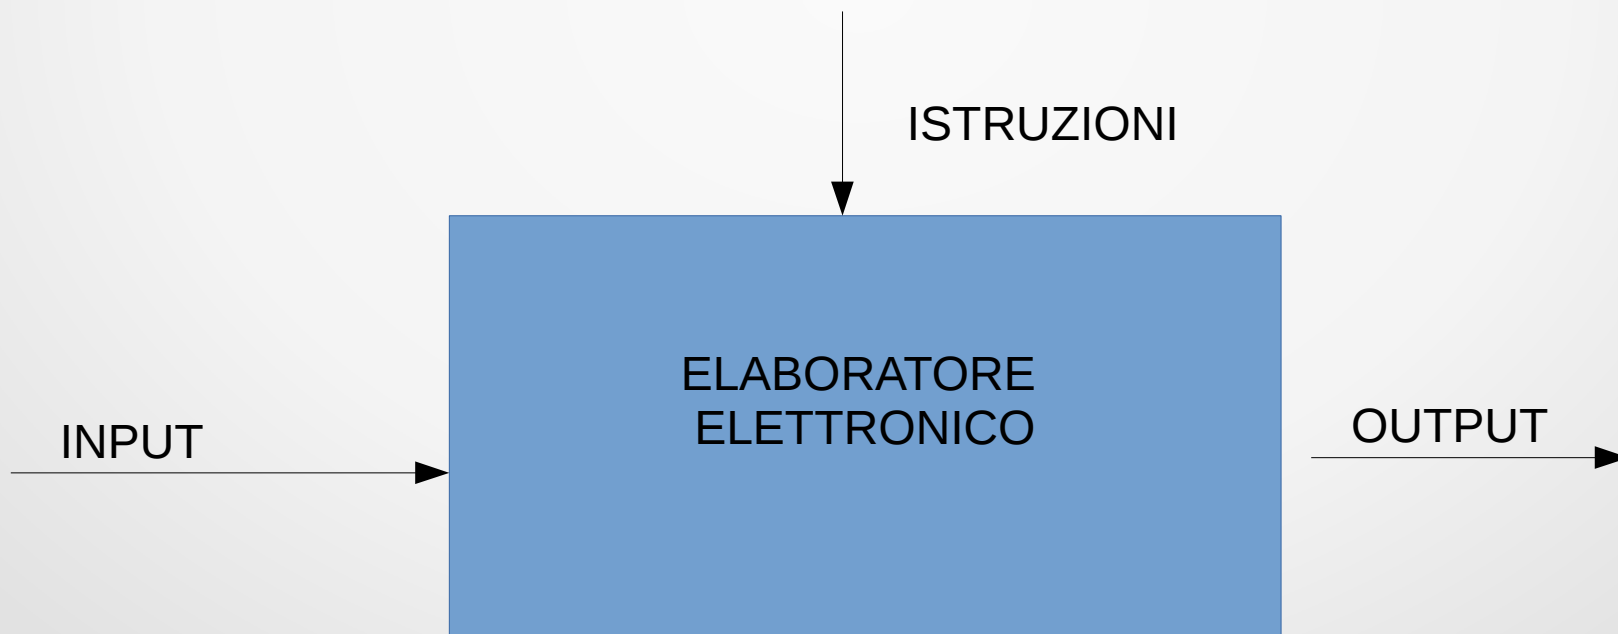 ISTRUZIONI
ELABORATORE
ELETTRONICO
INPUT
OUTPUT